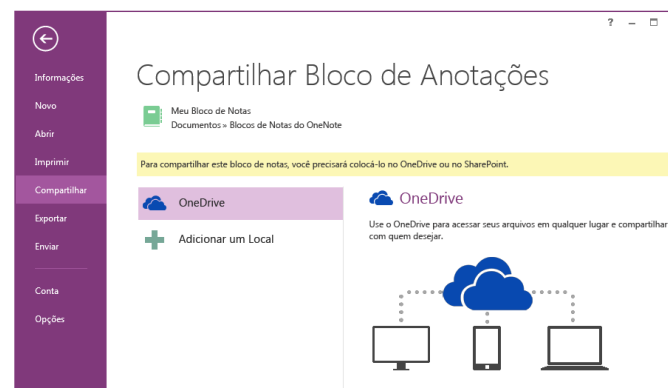 ?
Informações
Novo
Abrir
Imprimir
Compartilhar
Exportar
Enviar
Conta
Opções
Compartilhar Bloco de Anotações
Meu Bloco de Notas
Documentos » Blocos de Notas do OneNote
Para compartilhar este bloco de notas, você precisará colocá-lo no OneDrive ou no SharePoint.
OneDrive
Adicionar um Local
OneDrive
Use o OneDrive para acessar seus arquivos em qualquer lugar e compartilhar
com quem desejar.